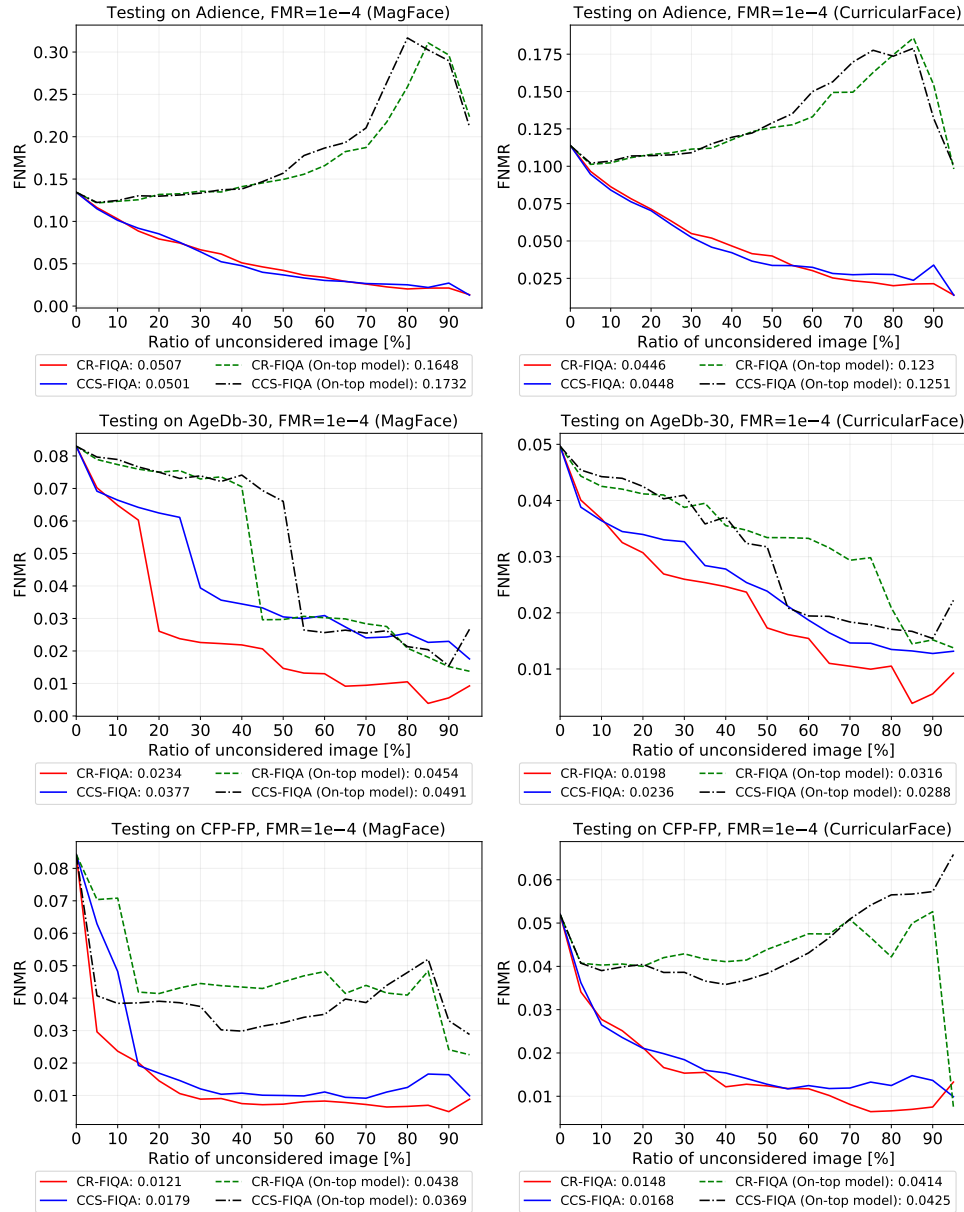 Testing on Adience, FMR=1e−4 (MagFace)
FNMR
0.30
0.25
0.20
0.15
0.10
0.05
0.00
0 10 20 30 40 50 60 70 80 90
Ratio of unconsidered image [%]
CR-FIQA: 0.0507 CR-FIQA (On-top model): 0.1648
CCS-FIQA: 0.0501 CCS-FIQA (On-top model): 0.1732
Testing on Adience, FMR=1e−4 (CurricularFace)
FNMR
0.175
0.150
0.125
0.100
0.075
0.050
0.025
0 10 20 30 40 50 60 70 80 90
Ratio of unconsidered image [%]
CR-FIQA: 0.0446 CR-FIQA (On-top model): 0.123
CCS-FIQA: 0.0448 CCS-FIQA (On-top model): 0.1251
Testing on AgeDb-30, FMR=1e−4 (MagFace)
FNMR
0.08
0.07
0.06
0.05
0.04
0.03
0.02
0.01
0.00
0 10 20 30 40 50 60 70 80 90
Ratio of unconsidered image [%]
CR-FIQA: 0.0234 CR-FIQA (On-top model): 0.0454
CCS-FIQA: 0.0377 CCS-FIQA (On-top model): 0.0491
Testing on AgeDb-30, FMR=1e−4 (CurricularFace)
FNMR
0.05
0.04
0.03
0.02
0.01
0 10 20 30 40 50 60 70 80 90
Ratio of unconsidered image [%]
CR-FIQA: 0.0198 CR-FIQA (On-top model): 0.0316
CCS-FIQA: 0.0236 CCS-FIQA (On-top model): 0.0288
Testing on CFP-FP, FMR=1e−4 (MagFace)
FNMR
0.08
0.07
0.06
0.05
0.04
0.03
0.02
0.01
0 10 20 30 40 50 60 70 80 90
Ratio of unconsidered image [%]
CR-FIQA: 0.0121 CR-FIQA (On-top model): 0.0438
CCS-FIQA: 0.0179 CCS-FIQA (On-top model): 0.0369
Testing on CFP-FP, FMR=1e−4 (CurricularFace)
FNMR
0.06
0.05
0.04
0.03
0.02
0.01
0 10 20 30 40 50 60 70 80 90
Ratio of unconsidered image [%]
CR-FIQA: 0.0148 CR-FIQA (On-top model): 0.0414
CCS-FIQA: 0.0168 CCS-FIQA (On-top model): 0.0425